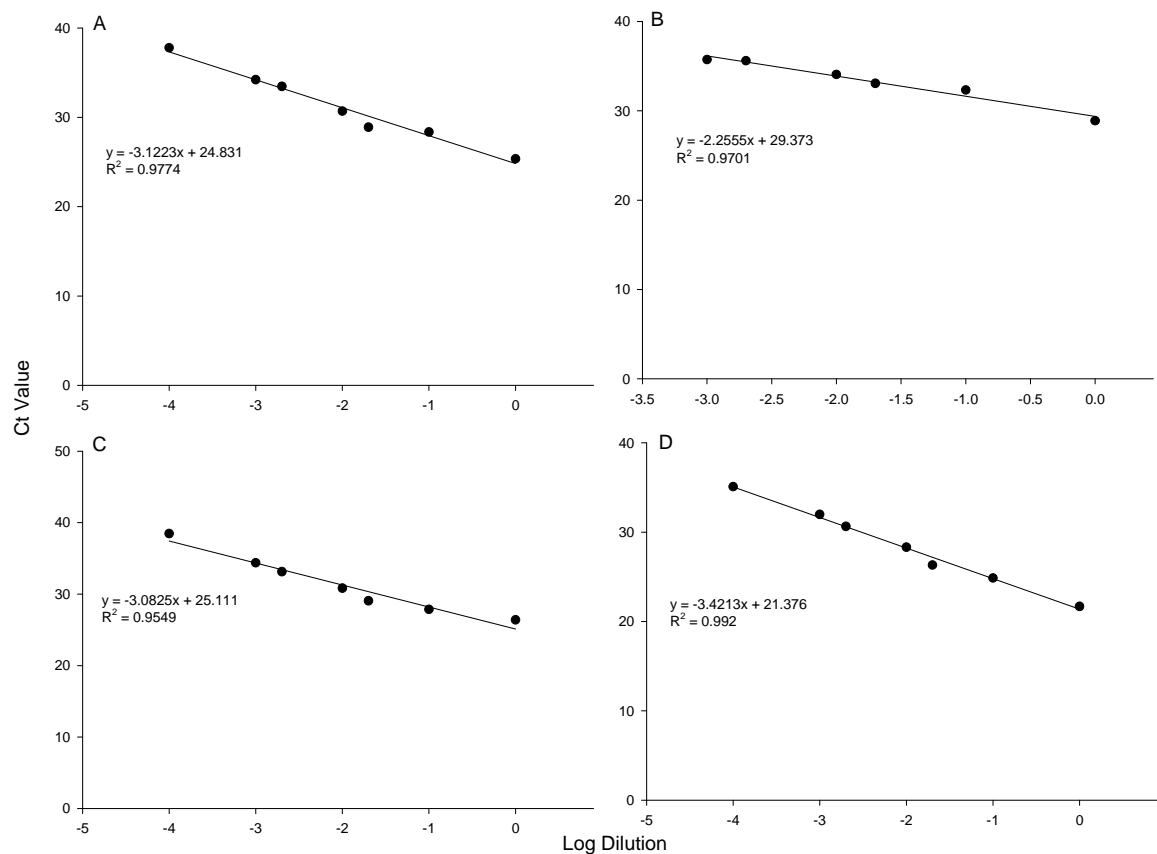 A
40
30
20
10
0
y = -3.1223x + 24.831
R² = 0.9774
-5 -4 -3 -2 -1 0
B
40
30
20
10
0
y = -2.2555x + 29.373
R² = 0.9701
-3.5 -3.0 -2.5 -2.0 -1.5 -1.0 -0.5 0.0
Ct Value
C
50
40
30
20
10
0
y = -3.0825x + 25.111
R² = 0.9549
-5 -4 -3 -2 -1 0
D
40
30
20
10
0
y = -3.4213x + 21.376
R² = 0.992
-5 -4 -3 -2 -1 0
Log Dilution